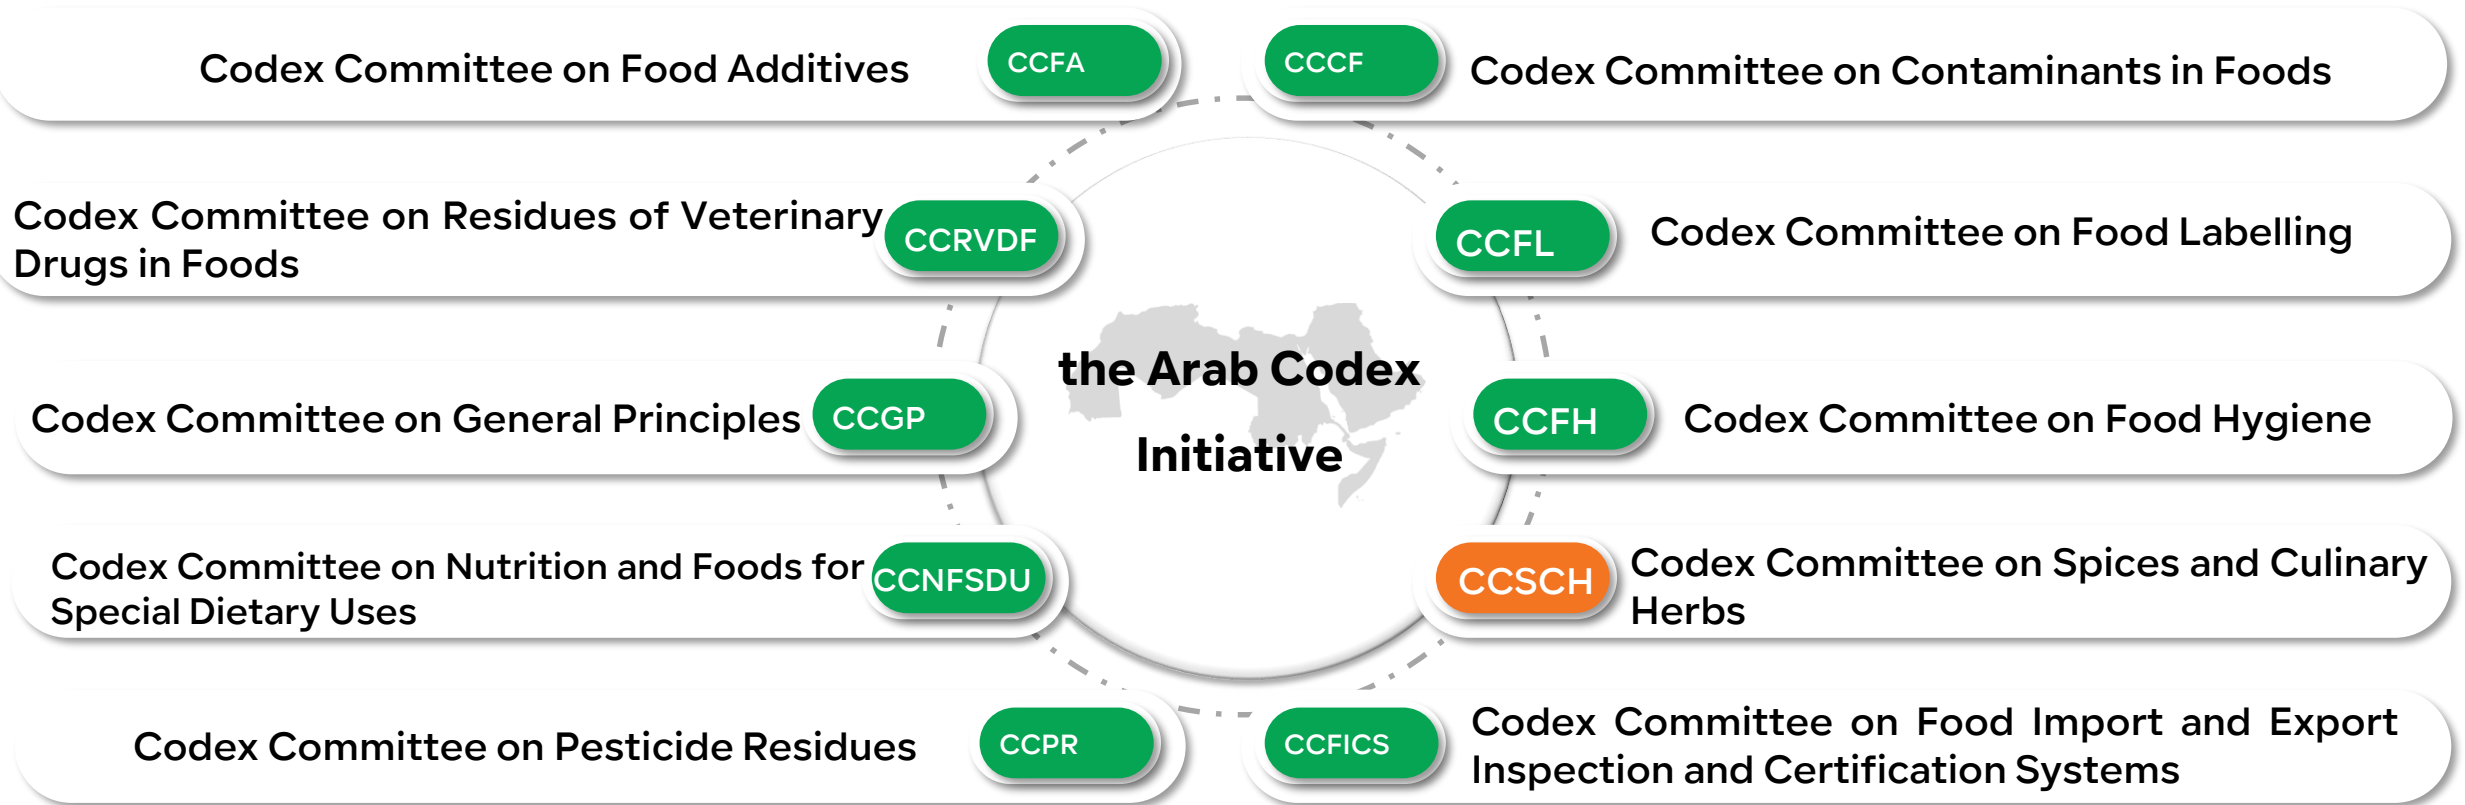 Codex Committee on Food Additives
CCFA
CCCF
Codex Committee on Contaminants in Foods
Codex Committee on Residues of Veterinary
Drugs in Foods
CCRVDF
CCFL
Codex Committee on Food Labelling
the Arab Codex
Initiative
Codex Committee on General Principles
CCGP
CCFH
Codex Committee on Food Hygiene
Codex Committee on Nutrition and Foods for
Special Dietary Uses
CCNFSDU
CCSCH
Codex Committee on Spices and Culinary
Herbs
Codex Committee on Pesticide Residues
CCPR
CCFICS
Codex Committee on Food Import and Export
Inspection and Certification Systems